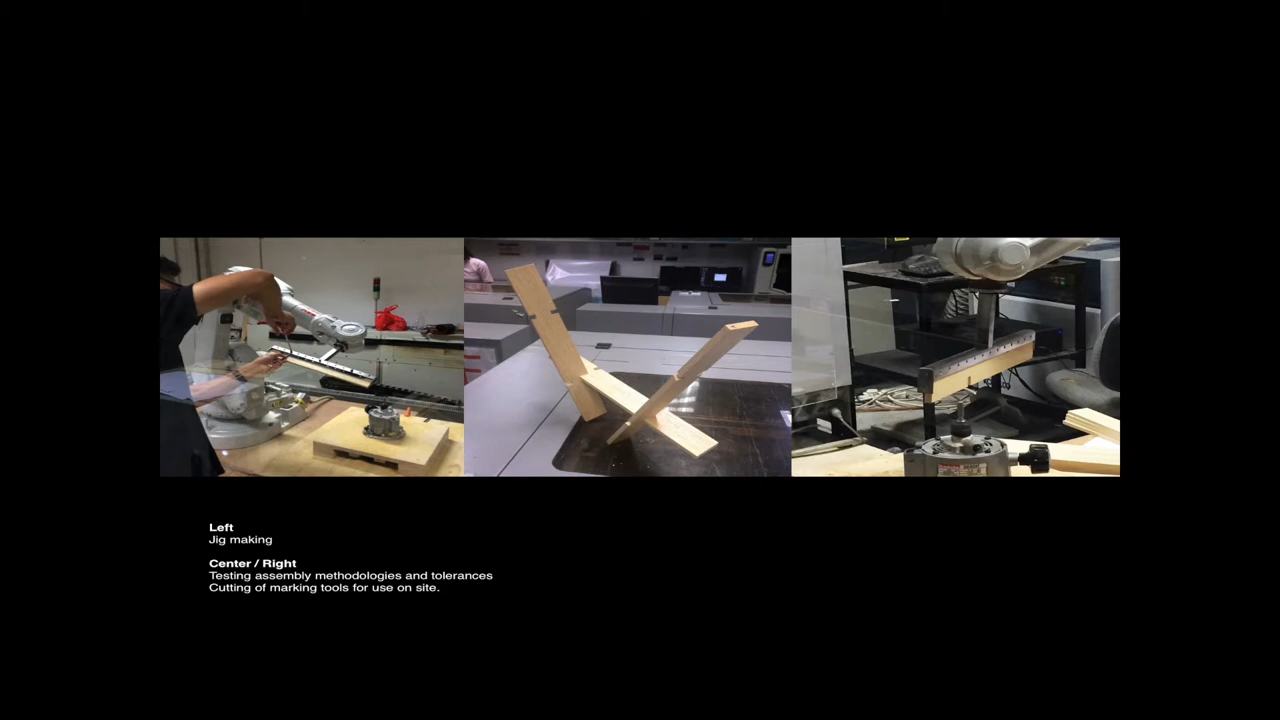 Left
Jig making
Center / Right
Testing assembly methodologies and tolerances
Cutting of marking tools for use on site.